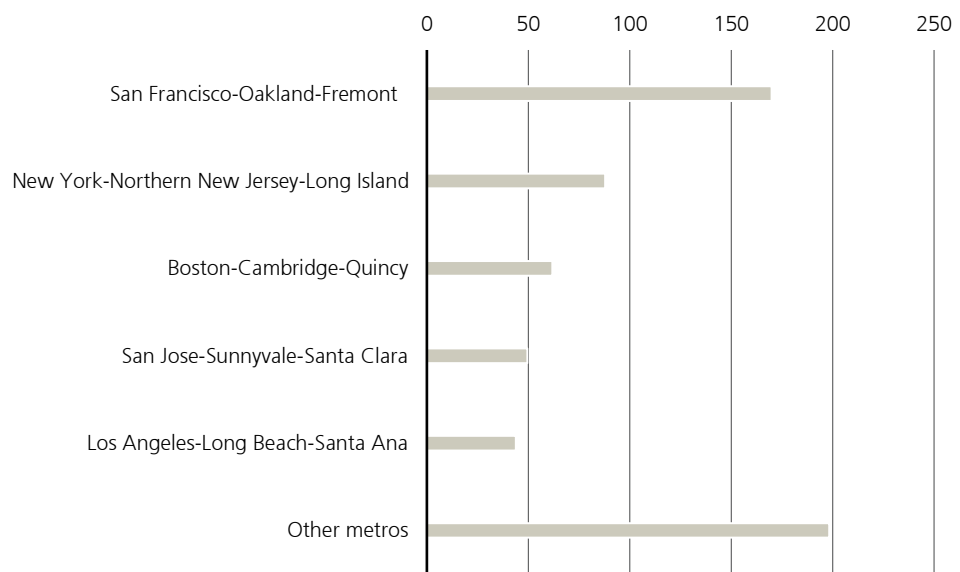 0 50 100 150 200 250
San Francisco-Oakland-Fremont
New York-Northern New Jersey-Long Island
Boston-Cambridge-Quincy
San Jose-Sunnyvale-Santa Clara
Los Angeles-Long Beach-Santa Ana
Other metros